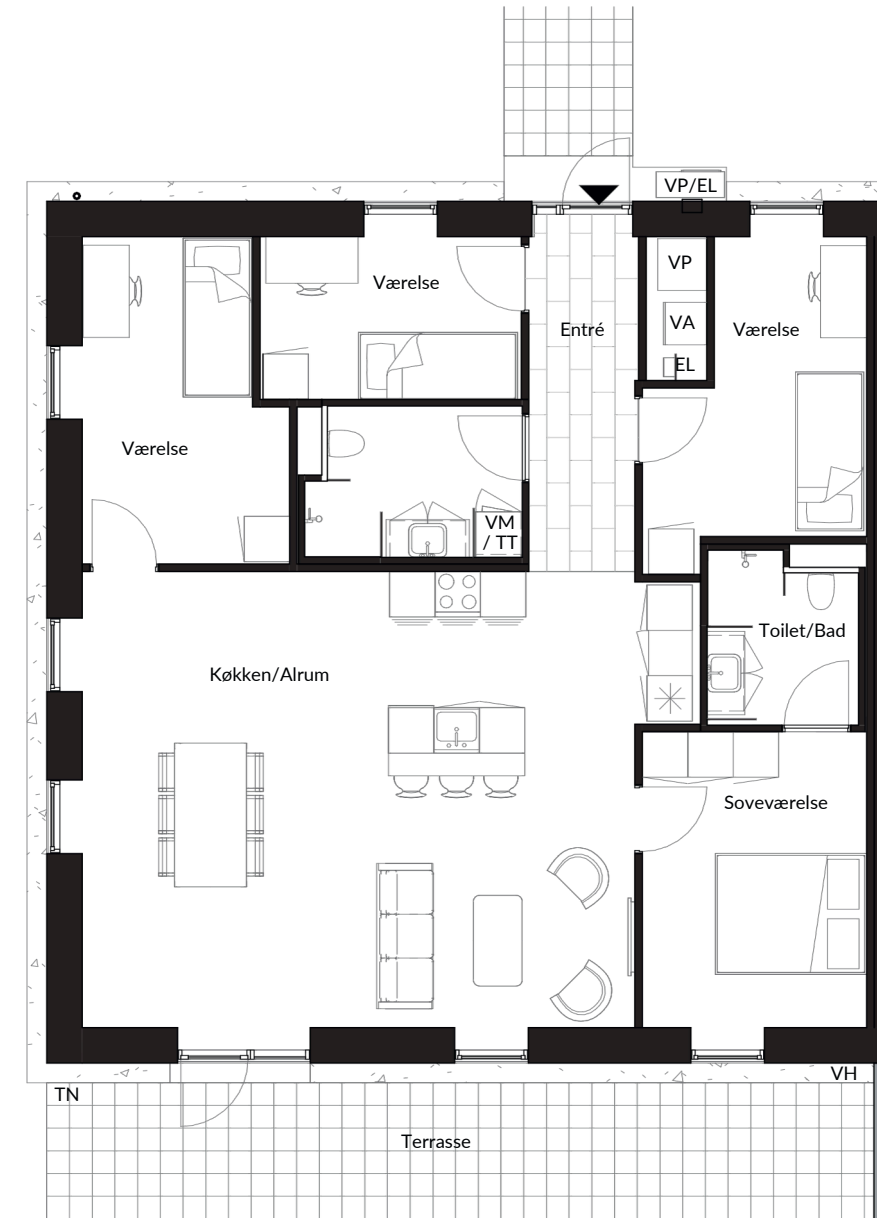 VP/EL
VP
Værelse
Entré
VA
Værelse
EL
Værelse
VM
/ TT
Toilet/Bad
Køkken/Alrum
Soveværelse
VH
TN
Terrasse